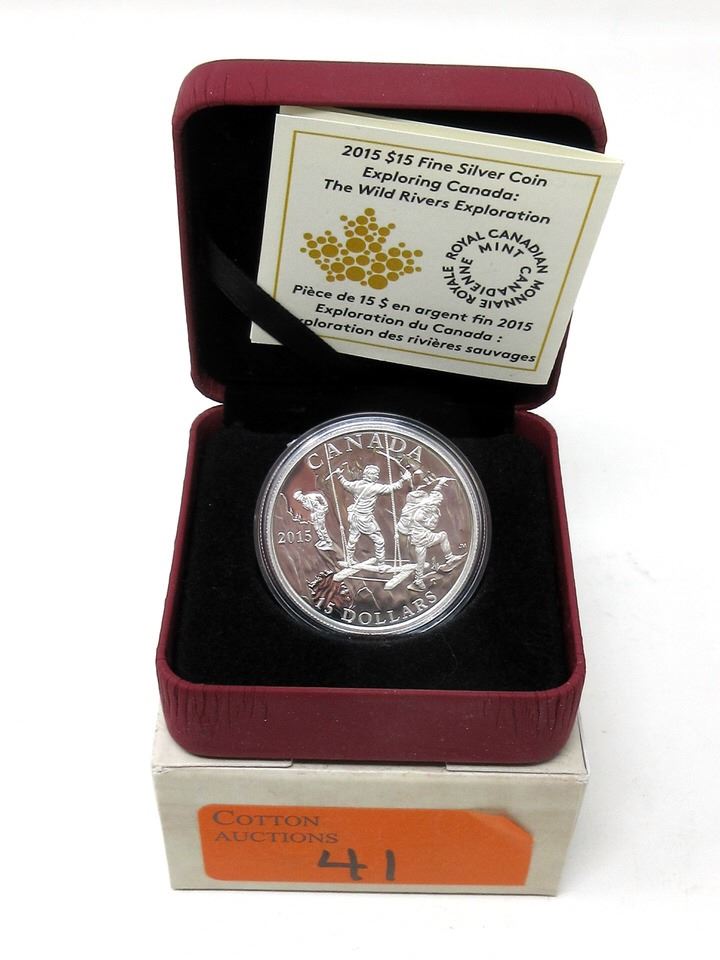 2015 $15 Fine Silver Coin
Exploring Canada:
The Wild Rivers Exploration
ROYAL CANADIAN MINT
MONNAIE ROYALE CANADIENNE
Pièce de 15 $ en argent fin 2015
Exploration du Canada :
ploration des rivières sauvages
CANADA
2015
15 DOLLARS
COTTON
AUCTIONS
41